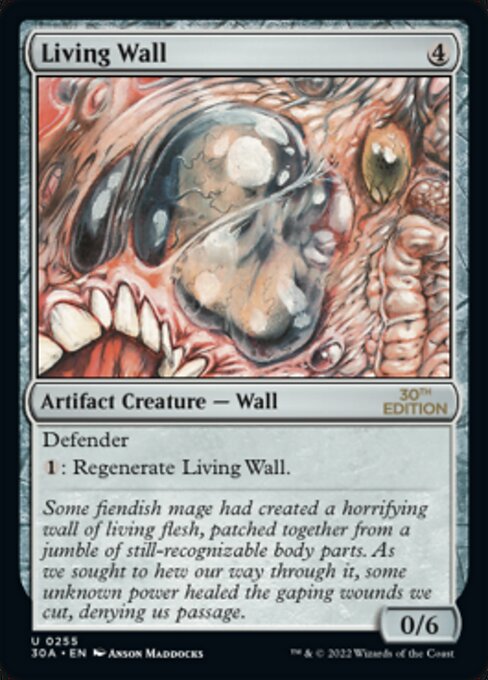 Living Wall 4
Artifact Creature — Wall 30TH EDITION
Defender
1: Regenerate Living Wall.
Some fiendish mage had created a horrifying
wall of living flesh, patched together from a
jumble of still-recognizable body parts. As
we sought to hew our way through it, some
unknown power healed the gaping wounds we
cut, denying us passage.
0/6
U 0255
30A • EN Anson Maddocks ™ & © 2022 Wizards of the Coast